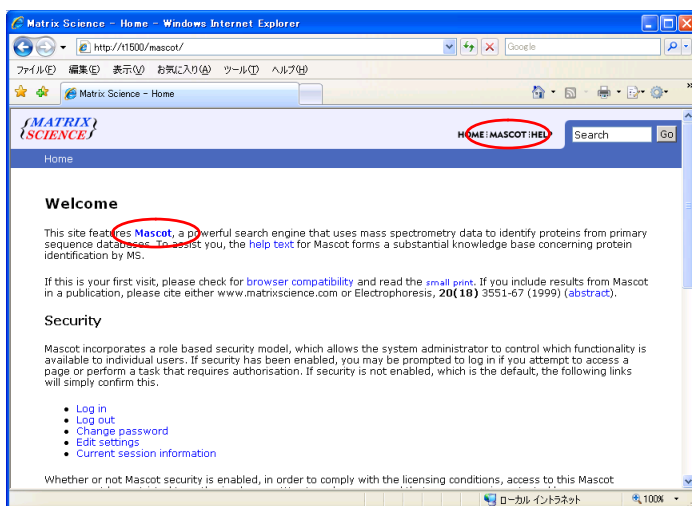 Matrix Science - Home - Windows Internet Explorer
http://t1500/mascot/
Google
ファイル(F) 編集(E) 表示(V) お気に入り(A) ツール(T) ヘルプ(H)
Matrix Science - Home
MATRIX
SCIENCE
HOME MASCOT HELP
Search
Go
Home
Welcome
This site features Mascot, a powerful search engine that uses mass spectrometry data to identify proteins from primary
sequence databases. To assist you, the help text for Mascot forms a substantial knowledge base concerning protein
identification by MS.
If this is your first visit, please check for browser compatibility and read the small print. If you include results from Mascot
in a publication, please cite either www.matrixscience.com or Electrophoresis, 20(18) 3551-67 (1999) (abstract).
Security
Mascot incorporates a role based security model, which allows the system administrator to control which functionality is
available to individual users. If security has been enabled, you may be prompted to log in if you attempt to access a
page or perform a task that requires authorisation. If security is not enabled, which is the default, the following links
will simply confirm this.
Log in
Log out
Change password
Edit settings
Current session information
Whether or not Mascot security is enabled, in order to comply with the licensing conditions, access to this Mascot
ローカル イントラネット
100%